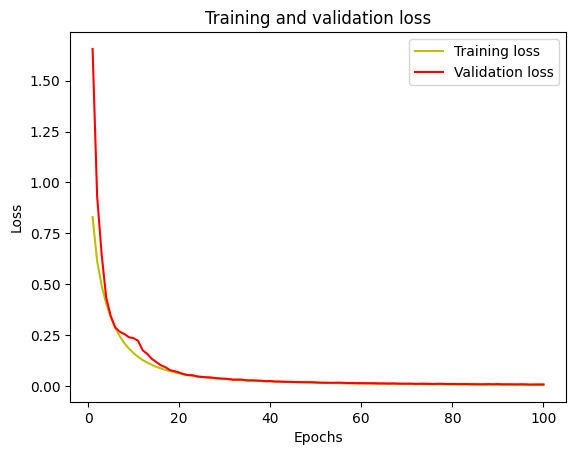 Training and validation loss
Training loss
Validation loss
1.50
1.25
1.00
0.75
0.50
0.25
0.00
Loss
0 20 40 60 80 100
Epochs